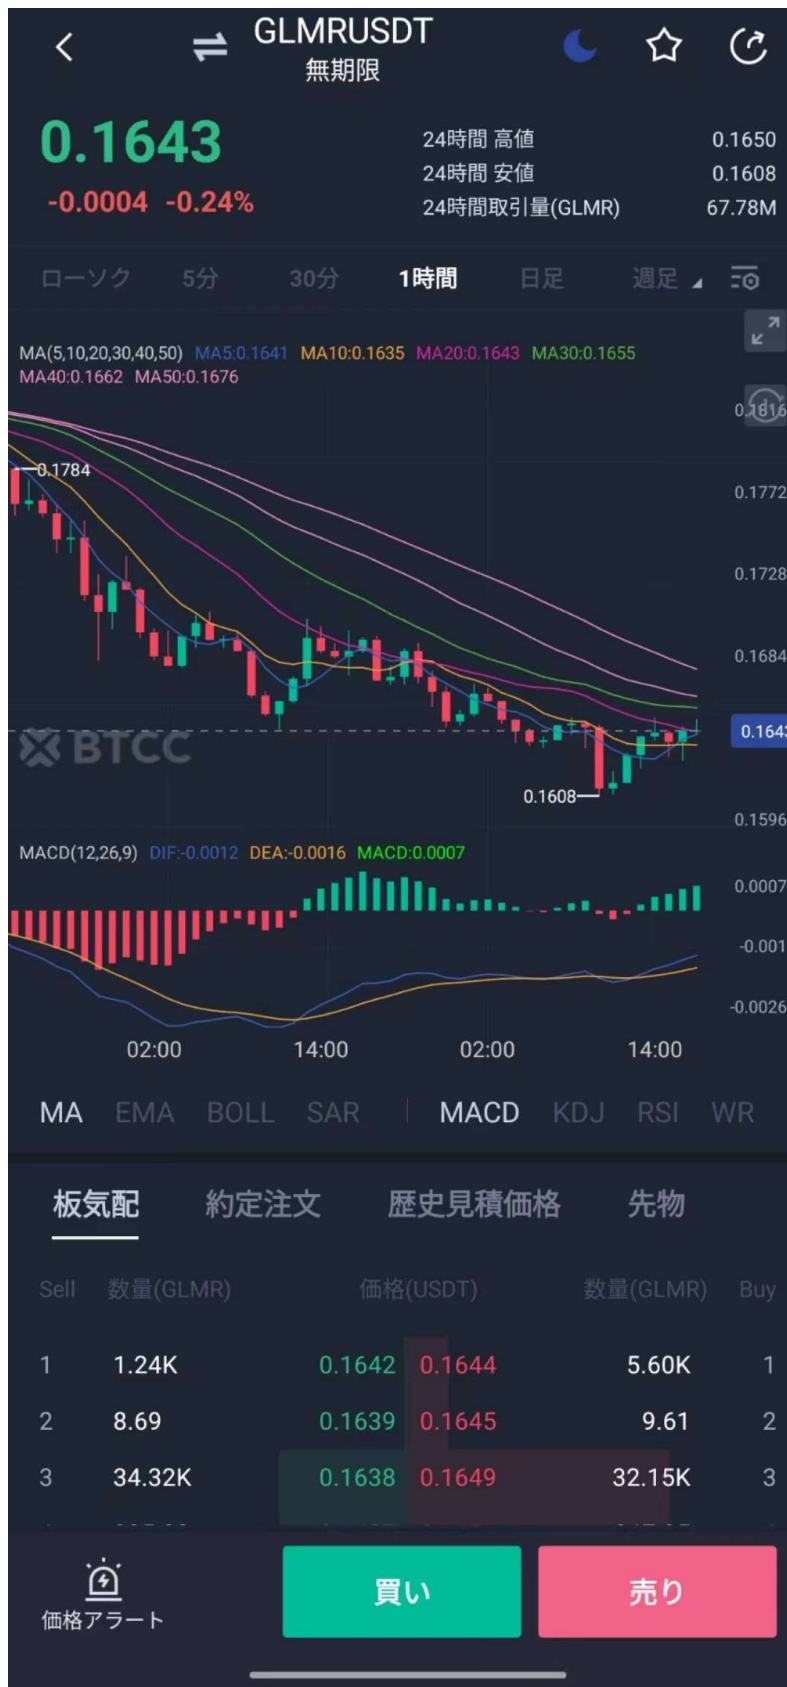 GLMRUSDT
無期限
0.1643
-0.0004 -0.24%
24時間 高値 0.1650
24時間 安値 0.1608
24時間取引量(GLMR) 67.78M
ローソク 5分 30分 1時間 日足 週足
MA(5,10,20,30,40,50) MA5:0.1641 MA10:0.1635 MA20:0.1643 MA30:0.1655
MA40:0.1662 MA50:0.1676
0.1816
0.1784
0.1772
0.1728
0.1684
0.1643
BTCC
0.1608
0.1596
MACD(12,26,9) DIF:-0.0012 DEA:-0.0016 MACD:0.0007
0.0007
-0.001
-0.0026
02:00 14:00 02:00 14:00
MA EMA BOLL SAR MACD KDJ RSI WR
板気配 約定注文 歴史見積価格 先物
Sell 数量(GLMR) 価格(USDT) 数量(GLMR) Buy
1 1.24K 0.1642 0.1644 5.60K 1
2 8.69 0.1639 0.1645 9.61 2
3 34.32K 0.1638 0.1649 32.15K 3
価格アラート 買い 売り